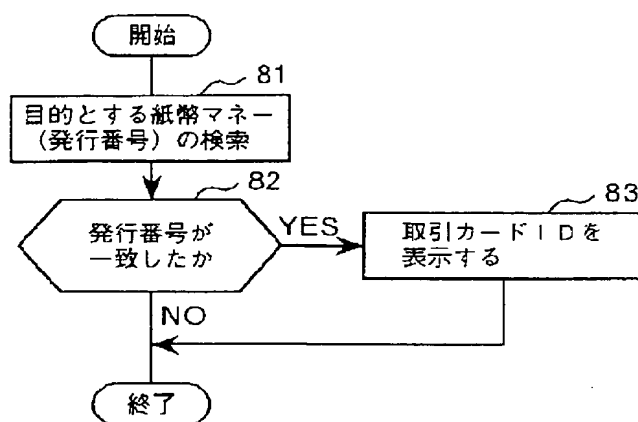 開始
81
目的とする紙幣マネー
(発行番号)の検索
82
発行番号が
一致したか
YES
83
取引カードIDを
表示する
NO
終了